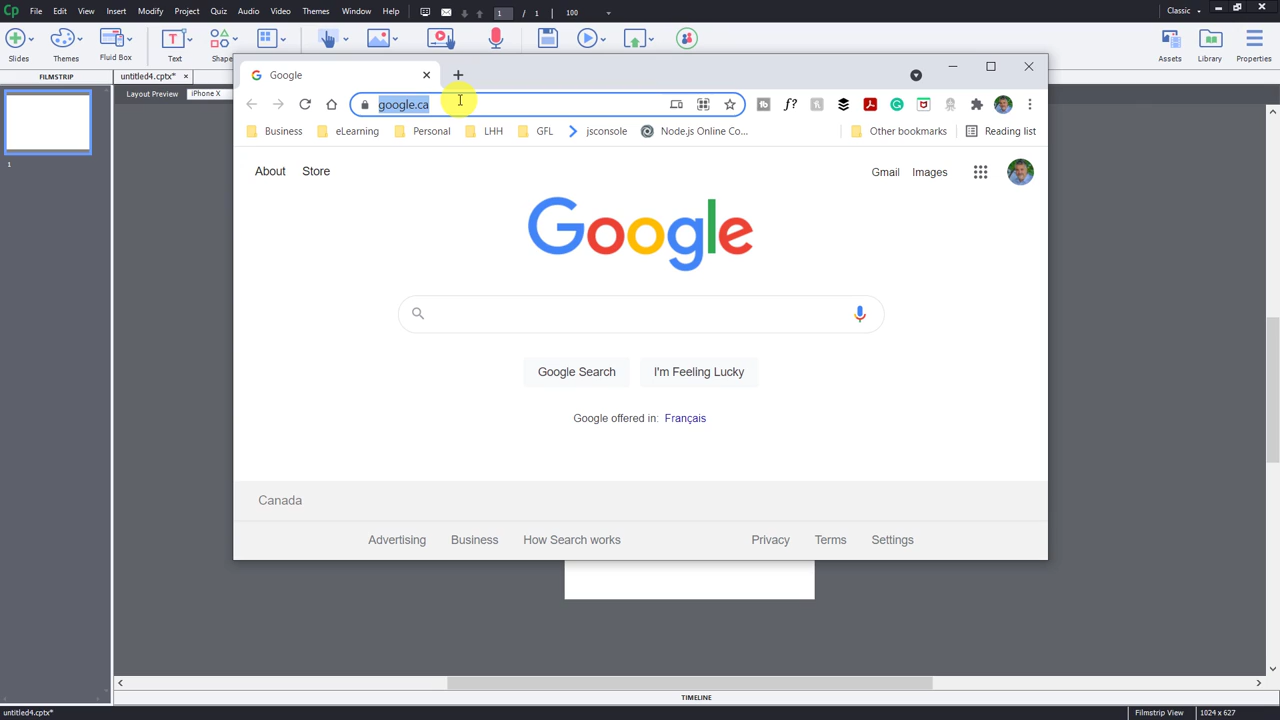 Cp File Edit View Insert Modify Project Quiz Audio Video Themes Window Help 1 / 1 100 Classic
Slides Themes Fluid Box Text Shape Assets Library Properties
FILMSTRIP untitled4.cptx* ×
Layout Preview iPhone X
1
Google
google.ca
Business eLearning Personal LHH GFL jsconsole Node.js Online Co... Other bookmarks Reading list
About Store Gmail Images
Google
Google Search I'm Feeling Lucky
Google offered in: Français
Canada
Advertising Business How Search works Privacy Terms Settings
TIMELINE
untitled4.cptx* Filmstrip View 1024 x 627